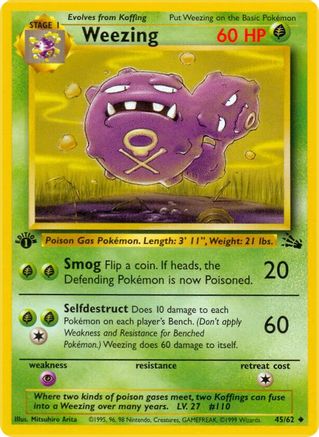 STAGE 1
Evolves from Koffing
Put Weezing on the Basic Pokémon
Weezing
60 HP
EDITION
1
Poison Gas Pokémon. Length: 3' 11", Weight: 21 lbs.
Smog Flip a coin. If heads, the
Defending Pokémon is now Poisoned.
20
Selfdestruct Does 10 damage to each
Pokémon on each player's Bench. (Don't apply
Weakness and Resistance for Benched
Pokémon.) Weezing does 60 damage to itself.
60
weakness
resistance
retreat cost
Where two kinds of poison gases meet, two Koffings can fuse
into a Weezing over many years. LV. 27 #110
Illus. Mitsuhiro Arita
©1995, 96, 98 Nintendo, Creatures, GAMEFREAK. ©1999 Wizards.
45/62